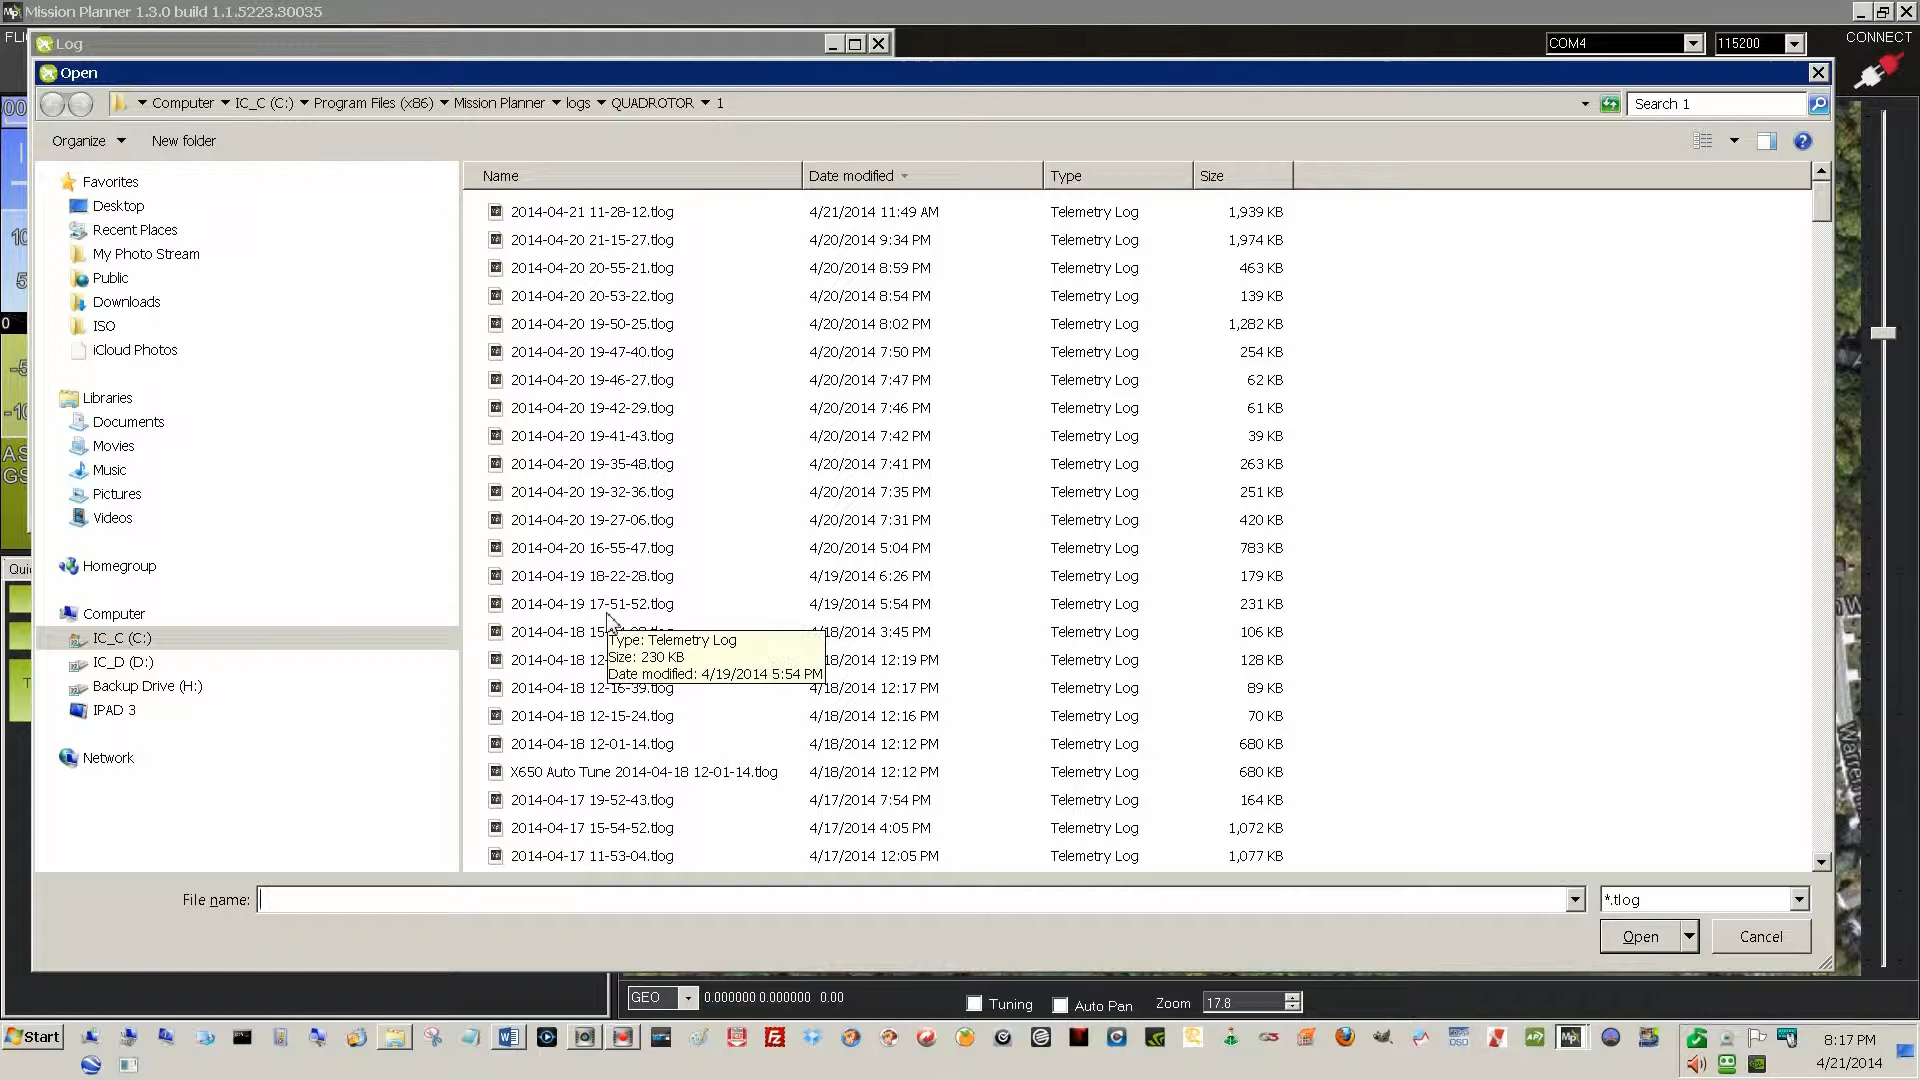 Mission Planner 1.3.0 build 1.1.5223.30035
Log
COM4
115200
CONNECT
Open
Computer IC_C (C:) Program Files (x86) Mission Planner logs QUADROTOR 1
Search 1
Organize
New folder
Name Date modified Type Size
Favorites
Desktop
Recent Places
My Photo Stream
Public
Downloads
ISO
iCloud Photos
Libraries
Documents
Movies
Music
Pictures
Videos
Homegroup
Computer
IC_C (C:)
IC_D (D:)
Backup Drive (H:)
IPAD 3
Network
2014-04-21 11-28-12.tlog 4/21/2014 11:49 AM Telemetry Log 1,939 KB
2014-04-20 21-15-27.tlog 4/20/2014 9:34 PM Telemetry Log 1,974 KB
2014-04-20 20-55-21.tlog 4/20/2014 8:59 PM Telemetry Log 463 KB
2014-04-20 20-53-22.tlog 4/20/2014 8:54 PM Telemetry Log 139 KB
2014-04-20 19-50-25.tlog 4/20/2014 8:02 PM Telemetry Log 1,282 KB
2014-04-20 19-47-40.tlog 4/20/2014 7:50 PM Telemetry Log 254 KB
2014-04-20 19-46-27.tlog 4/20/2014 7:47 PM Telemetry Log 62 KB
2014-04-20 19-42-29.tlog 4/20/2014 7:46 PM Telemetry Log 61 KB
2014-04-20 19-41-43.tlog 4/20/2014 7:42 PM Telemetry Log 39 KB
2014-04-20 19-35-48.tlog 4/20/2014 7:41 PM Telemetry Log 263 KB
2014-04-20 19-32-36.tlog 4/20/2014 7:35 PM Telemetry Log 251 KB
2014-04-20 19-27-06.tlog 4/20/2014 7:31 PM Telemetry Log 420 KB
2014-04-20 16-55-47.tlog 4/20/2014 5:04 PM Telemetry Log 783 KB
2014-04-19 18-22-28.tlog 4/19/2014 6:26 PM Telemetry Log 179 KB
2014-04-19 17-51-52.tlog 4/19/2014 5:54 PM Telemetry Log 231 KB
2014-04-18 3:45 PM Telemetry Log 106 KB
Type: Telemetry Log
Size: 230 KB
Date modified: 4/19/2014 5:54 PM
2014-04-18 12:19 PM Telemetry Log 128 KB
2014-04-18 12-16-39.tlog 4/18/2014 12:17 PM Telemetry Log 89 KB
2014-04-18 12-15-24.tlog 4/18/2014 12:16 PM Telemetry Log 70 KB
2014-04-18 12-01-14.tlog 4/18/2014 12:12 PM Telemetry Log 680 KB
X650 Auto Tune 2014-04-18 12-01-14.tlog 4/18/2014 12:12 PM Telemetry Log 680 KB
2014-04-17 19-52-43.tlog 4/17/2014 7:54 PM Telemetry Log 164 KB
2014-04-17 15-54-52.tlog 4/17/2014 4:05 PM Telemetry Log 1,072 KB
2014-04-17 11-53-04.tlog 4/17/2014 12:05 PM Telemetry Log 1,077 KB
File name:
*.tlog
Open
Cancel
GEO 0.000000 0.000000 0.00
Tuning
Auto Pan
Zoom 17.8
Start
8:17 PM
4/21/2014